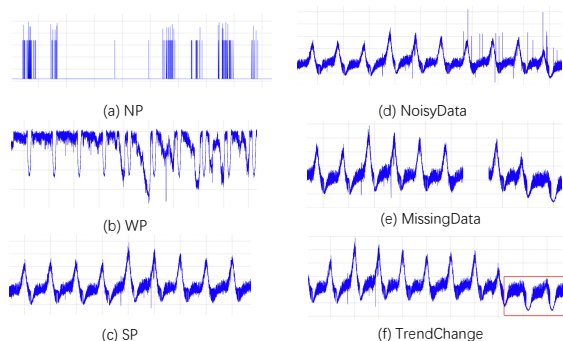 (a) NP
(b) WP
(c) SP
(d) NoisyData
(e) MissingData
(f) TrendChange